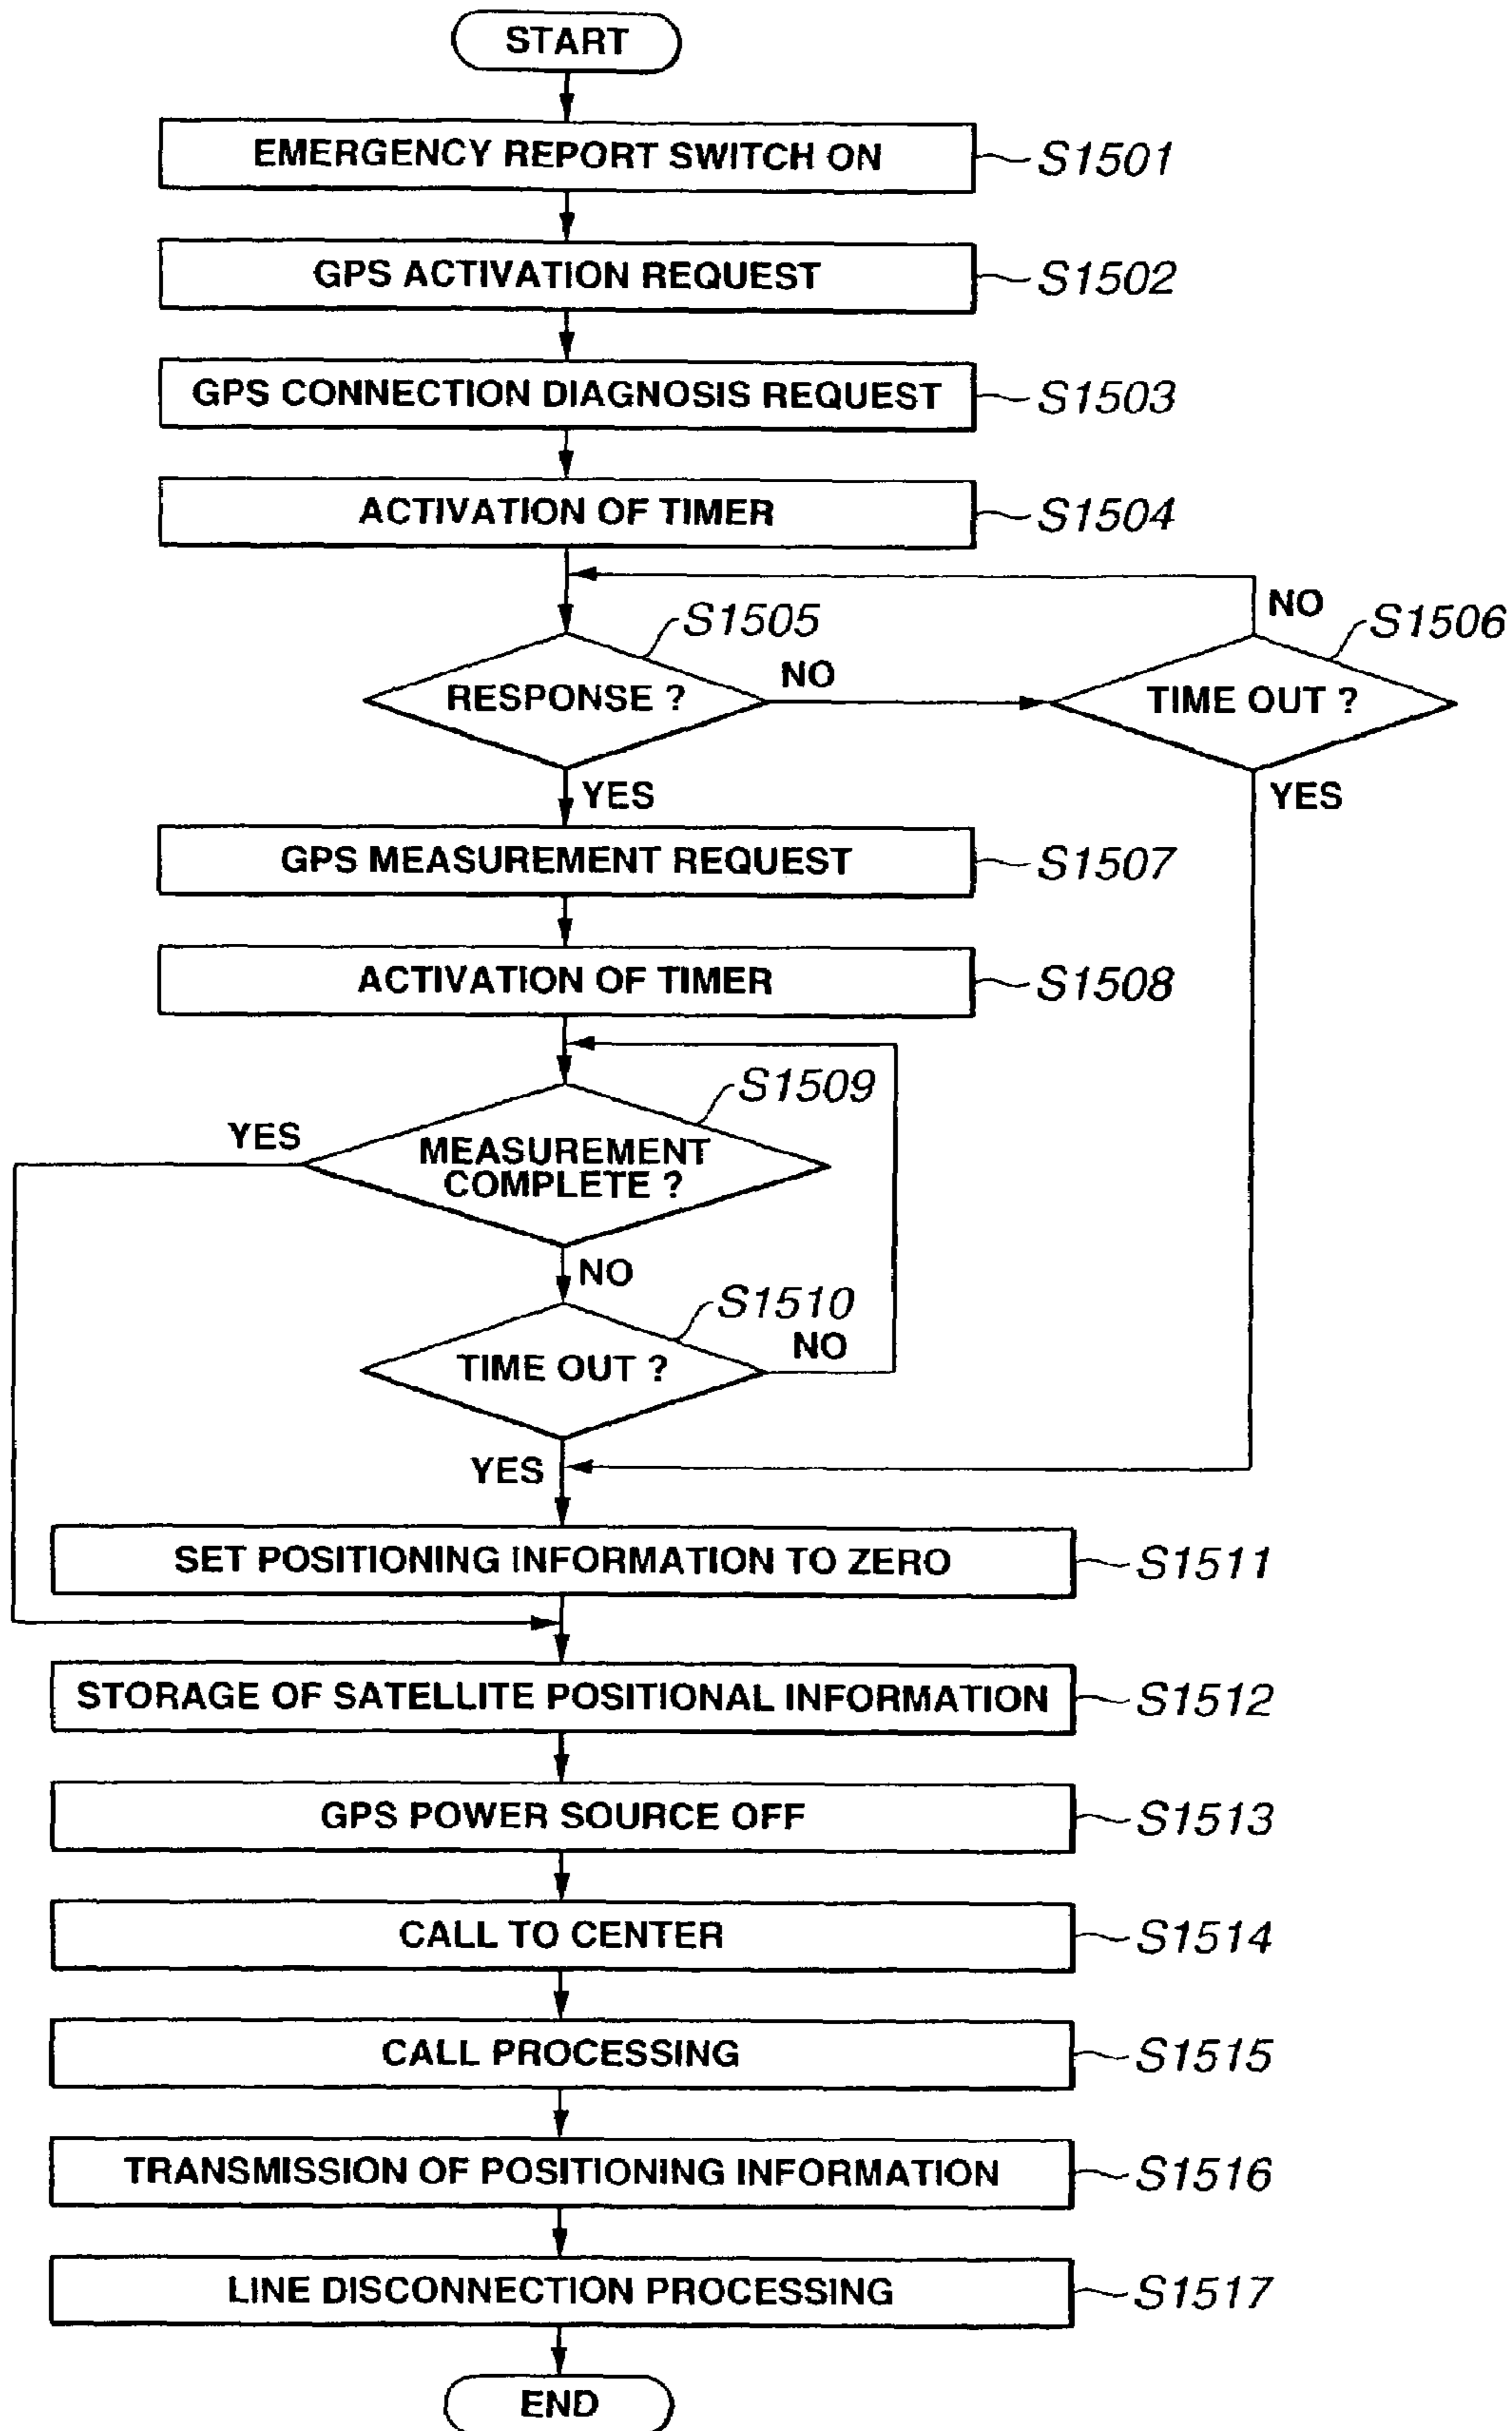 START
EMERGENCY REPORT SWITCH ON
S1501
GPS ACTIVATION REQUEST
S1502
GPS CONNECTION DIAGNOSIS REQUEST
S1503
ACTIVATION OF TIMER
S1504
NO
S1505
S1506
RESPONSE ?
NO
TIME OUT ?
YES
YES
GPS MEASUREMENT REQUEST
S1507
ACTIVATION OF TIMER
S1508
S1509
YES
MEASUREMENT
COMPLETE ?
NO
S1510
TIME OUT ?
NO
YES
SET POSITIONING INFORMATION TO ZERO
S1511
STORAGE OF SATELLITE POSITIONAL INFORMATION
S1512
GPS POWER SOURCE OFF
S1513
CALL TO CENTER
S1514
CALL PROCESSING
S1515
TRANSMISSION OF POSITIONING INFORMATION
S1516
LINE DISCONNECTION PROCESSING
S1517
END